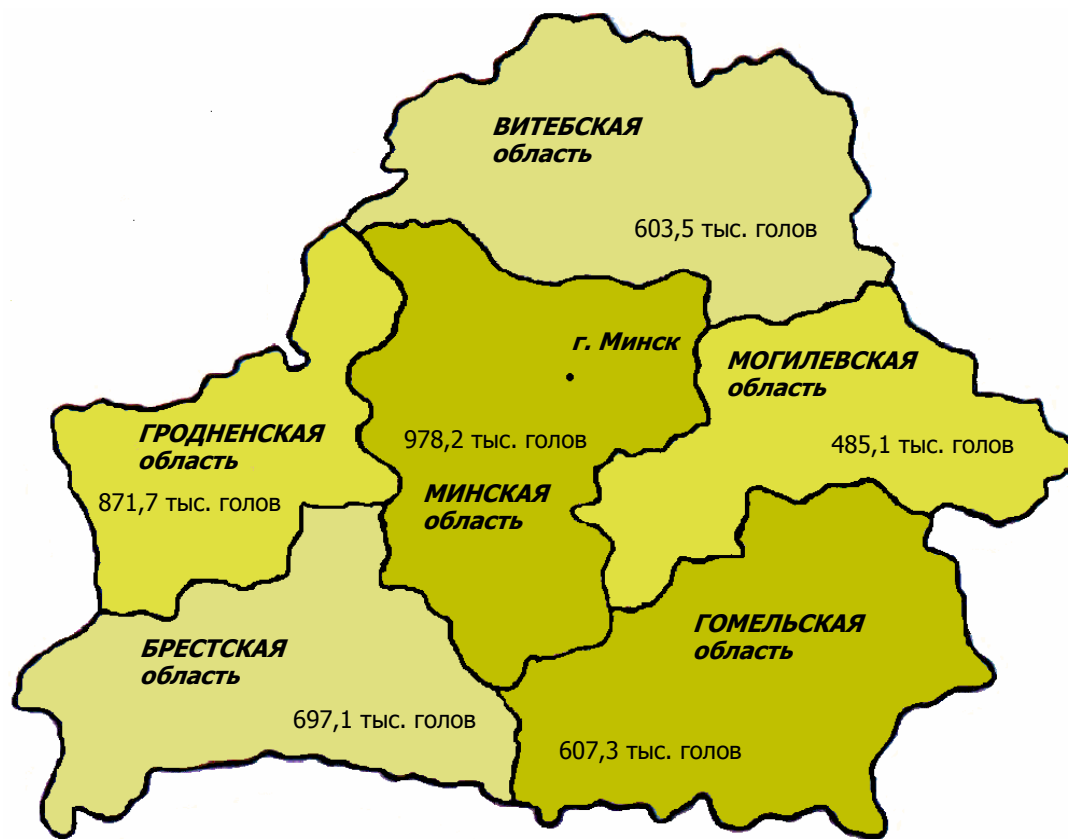 ВИТЕБСКАЯ
область
603,5 тыс. голов
г. Минск
МОГИЛЕВСКАЯ
область
485,1 тыс. голов
ГРОДНЕНСКАЯ
область
871,7 тыс. голов
978,2 тыс. голов
МИНСКАЯ
область
ГОМЕЛЬСКАЯ
область
607,3 тыс. голов
БРЕСТСКАЯ
область
697,1 тыс. голов